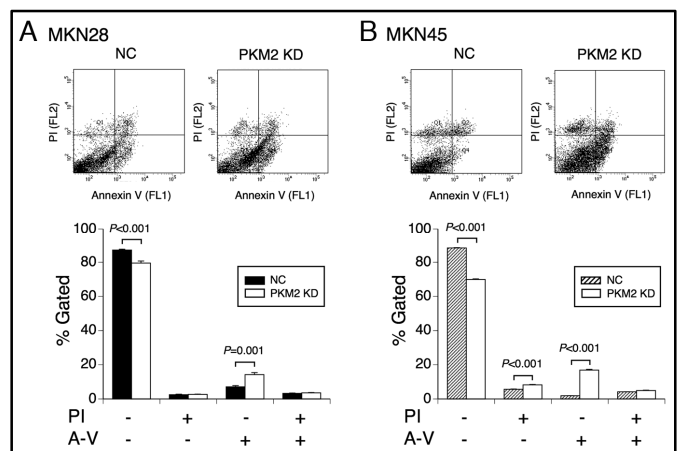 A MKN28
NC
PKM2 KD
PI (FL2)
Annexin V (FL1)
Annexin V (FL1)
% Gated
100
80
60
40
20
0
P<0.001
P=0.001
NC
PKM2 KD
PI - + - +
A-V - - + +
B MKN45
NC
PKM2 KD
PI (FL2)
PI (FL2)
Annexin V (FL1)
Annexin V (FL1)
% Gated
100
80
60
40
20
0
P<0.001
P<0.001
P<0.001
NC
PKM2 KD
PI - + - +
A-V - - + +